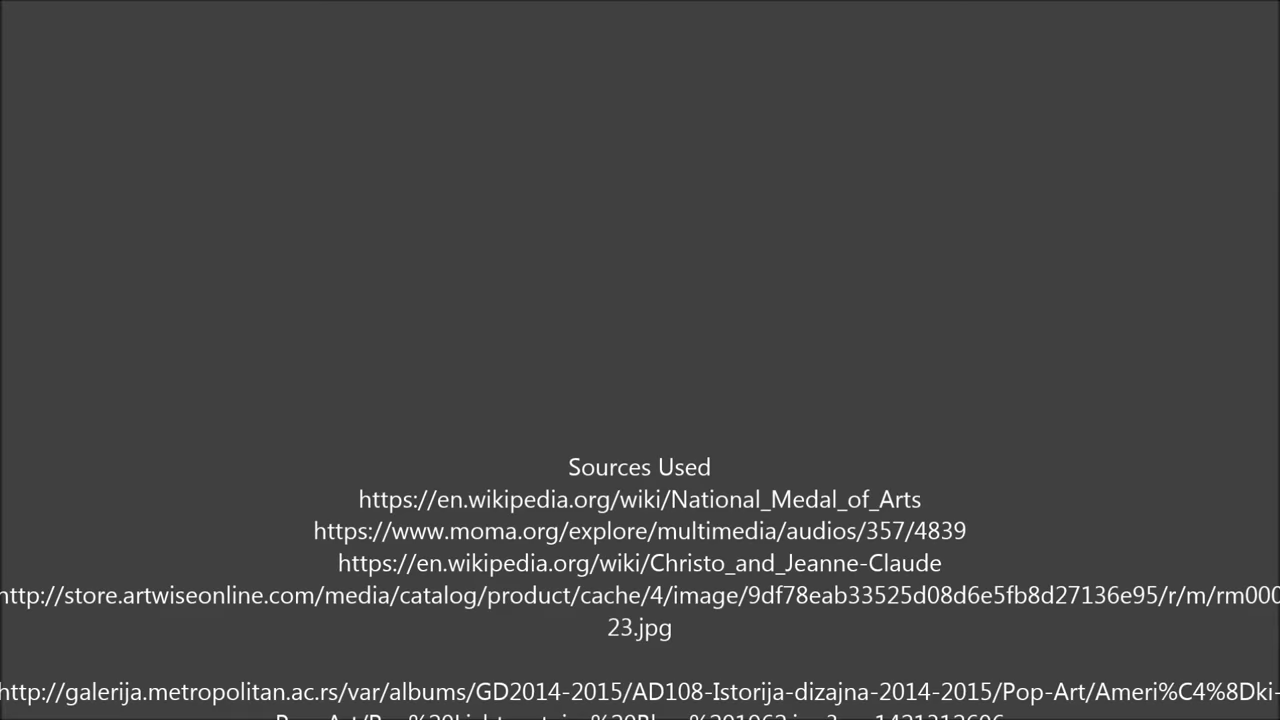 Sources Used
https://en.wikipedia.org/wiki/National_Medal_of_Arts
https://www.moma.org/explore/multimedia/audios/357/4839
https://en.wikipedia.org/wiki/Christo_and_Jeanne-Claude
http://store.artwiseonline.com/media/catalog/product/cache/4/image/9df78eab33525d08d6e5fb8d27136e95/r/m/rm000
23.jpg
http://galerija.metropolitan.ac.rs/var/albums/GD2014-2015/AD108-Istorija-dizajna-2014-2015/Pop-Art/Ameri%C4%8Dki-